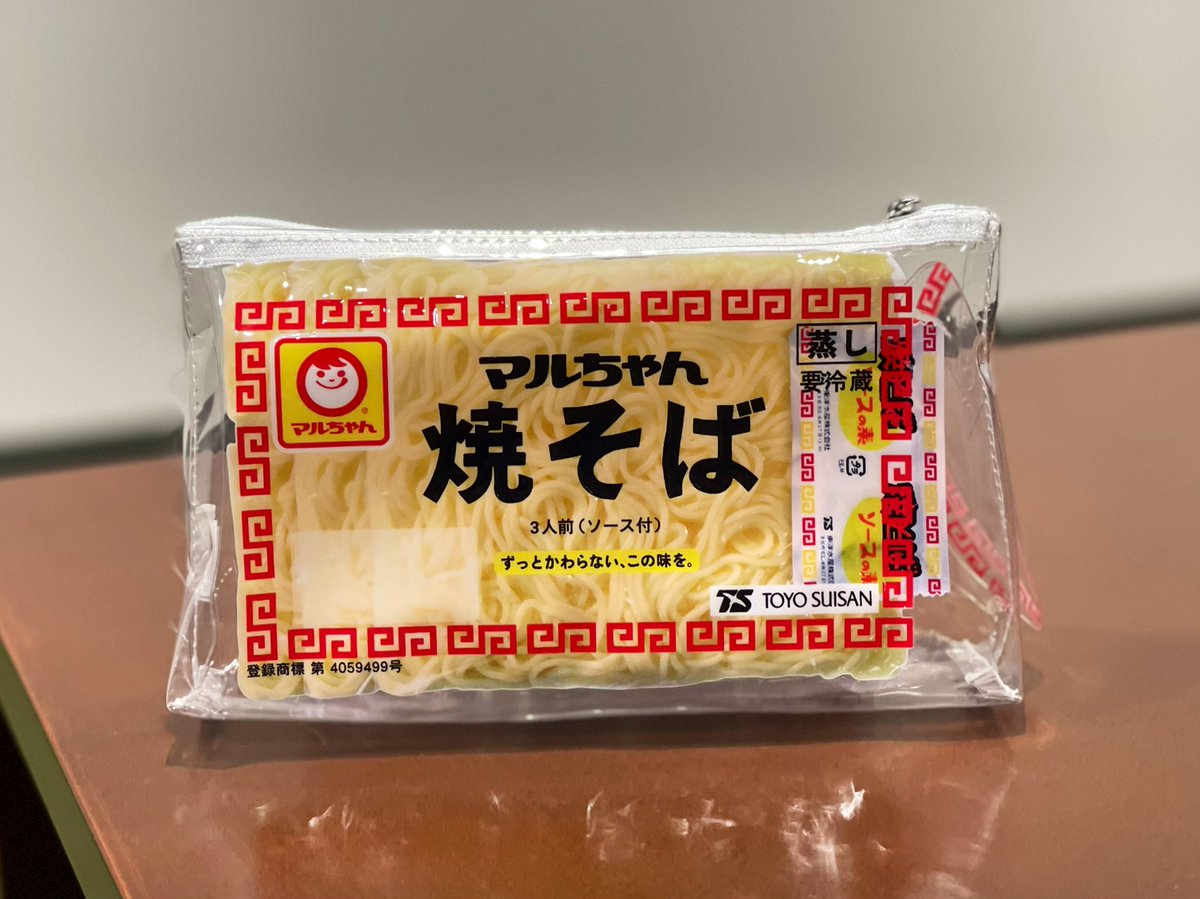 マルちゃん
®
マルちゃん
焼そば
3人前(ソース付)
ずっとかわらない、この味を。
蒸し
要冷蔵
ソースの素
TS TOYO SUISAN
登録商標 第 4059499号